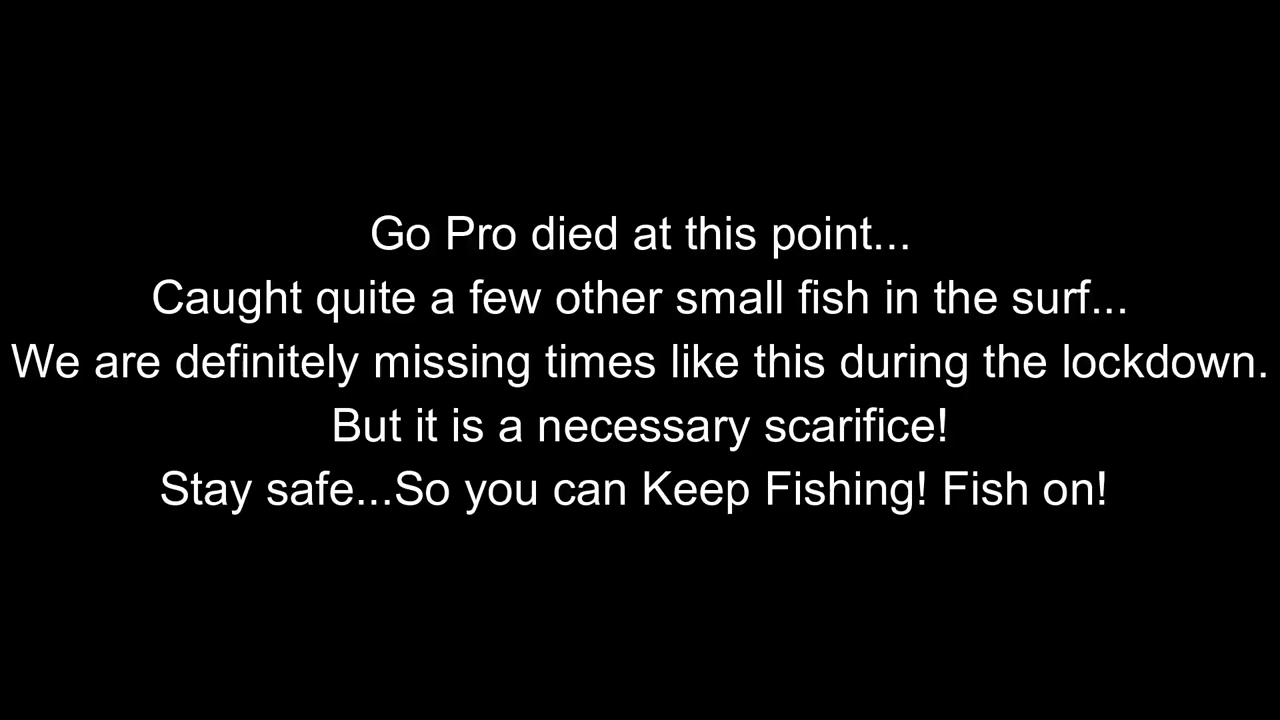 Go Pro died at this point...
Caught quite a few other small fish in the surf...
We are definitely missing times like this during the lockdown.
But it is a necessary scarifice!
Stay safe...So you can Keep Fishing! Fish on!